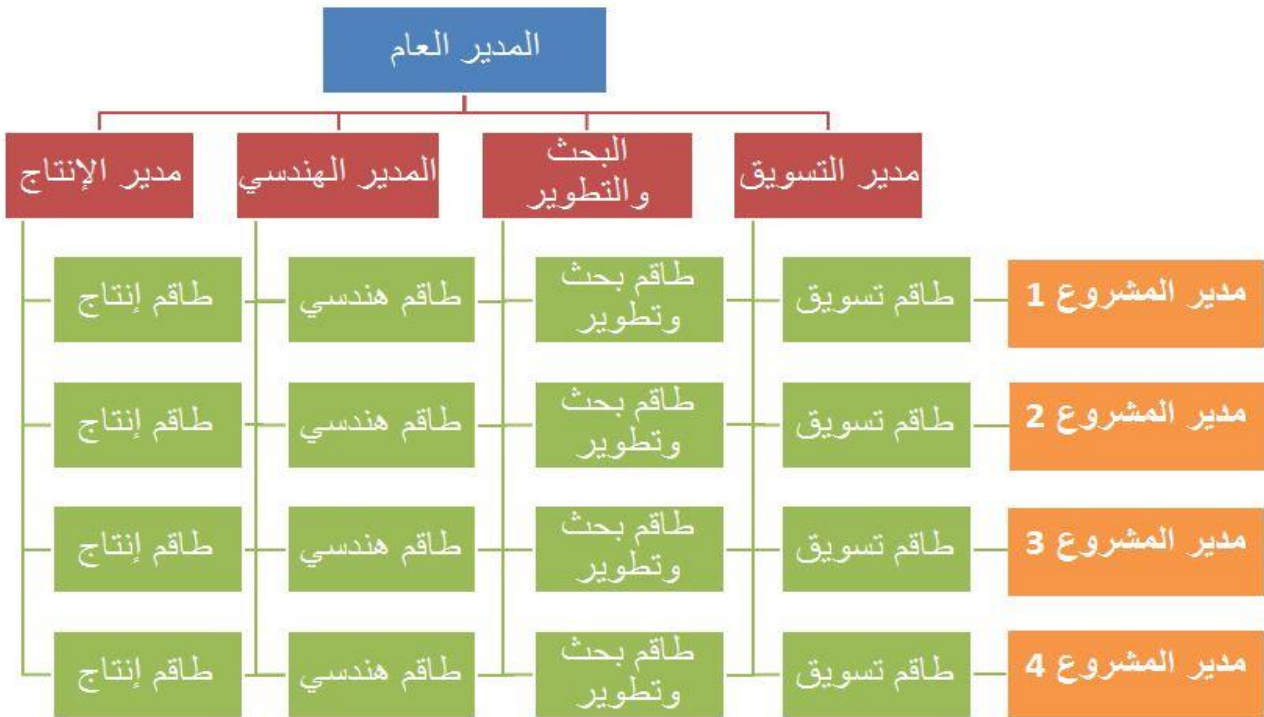 المدير العام
مدير التسويق
البحث
والتطوير
المدير الهندسي
مدير الإنتاج
مدير المشروع 1
طاقم تسويق
طاقم بحث
وتطوير
طاقم هندسي
طاقم إنتاج
مدير المشروع 2
طاقم تسويق
طاقم بحث
وتطوير
طاقم هندسي
طاقم إنتاج
مدير المشروع 3
طاقم تسويق
طاقم بحث
وتطوير
طاقم هندسي
طاقم إنتاج
مدير المشروع 4
طاقم تسويق
طاقم بحث
وتطوير
طاقم هندسي
طاقم إنتاج